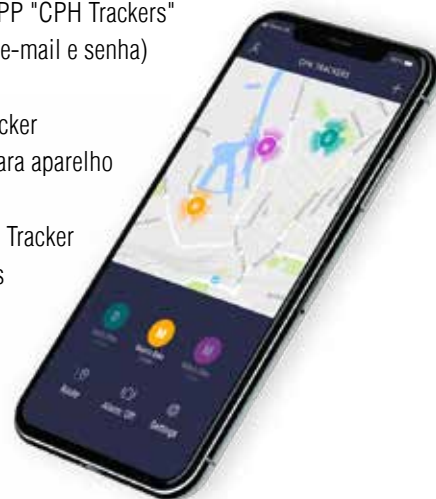 PP "CPH Trackers"
e-mail e senha)
cker
ara aparelho
Tracker
s
CPH TRACKERS
Route
Alarm: Off
Settings